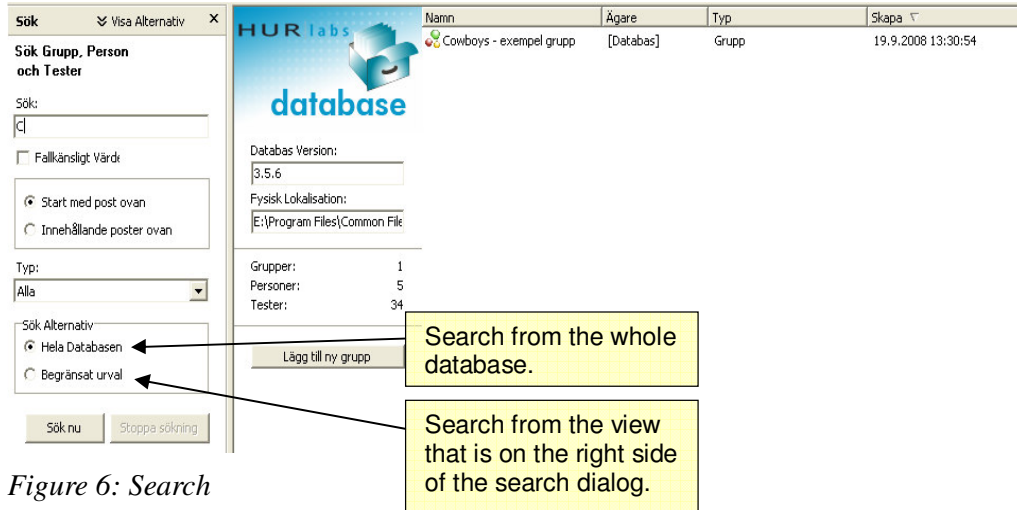 Sök Visa Alternativ ×
Sök Grupp, Person
och Tester
Sök:
C
Fallkänsligt Värde
Start med post ovan
Innehållande poster ovan
Typ:
Alla
Sök Alternativ
Hela Databasen
Begränsat urval
Sök nu Stoppa sökning
HUR labs
database
Databas Version:
3.5.6
Fysisk Lokalisation:
E:\Program Files\Common File
Grupper: 1
Personer: 5
Tester: 34
Lägg till ny grupp
Namn Ägare Typ Skapa
Cowboys - exempel grupp [Databas] Grupp 19.9.2008 13:30:54
Search from the whole
database.
Search from the view
that is on the right side
of the search dialog.
Figure 6: Search